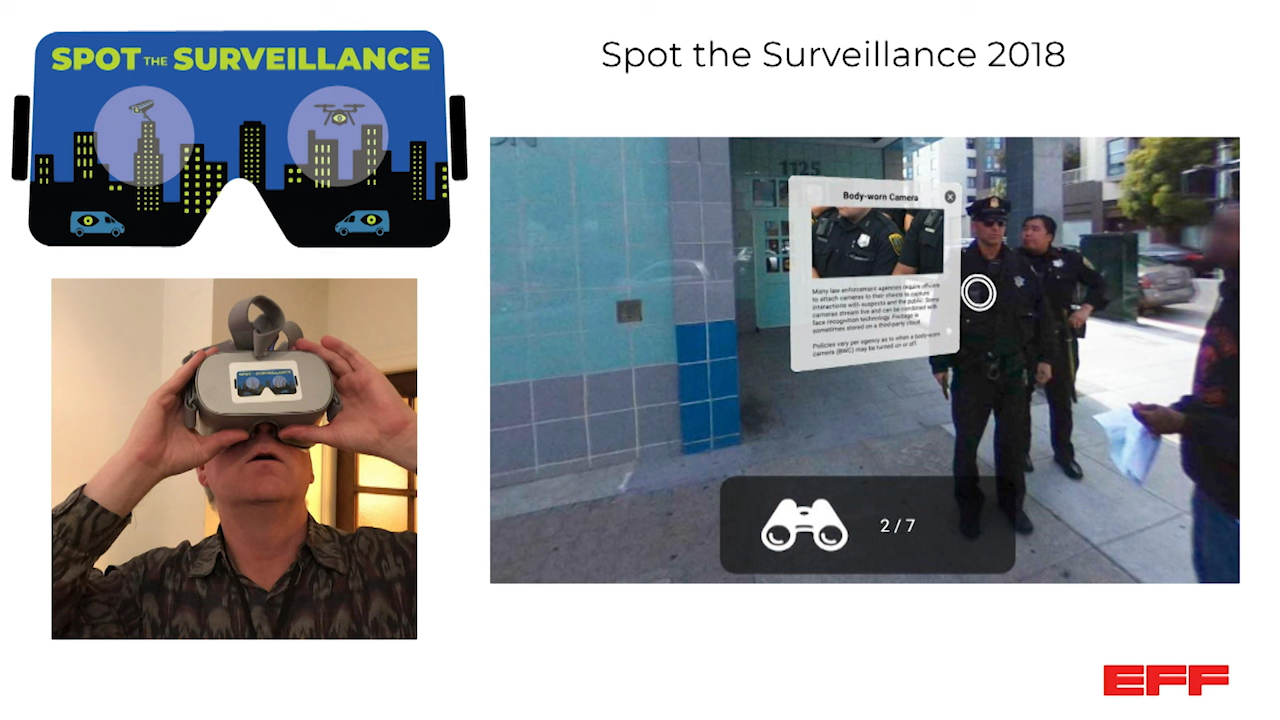 SPOT THE SURVEILLANCE
Spot the Surveillance 2018
1125
Body-worn Camera
Many law enforcement agencies require officers
to attach cameras to their chests to capture
interactions with suspects and the public. Some
cameras stream live and can be combined with
face recognition technology. Footage is
sometimes stored on a third-party cloud.
Policies vary per agency as to when a body-worn
camera (BWC) may be turned on or off.
2 / 7
SPOT THE SURVEILLANCE
EFF